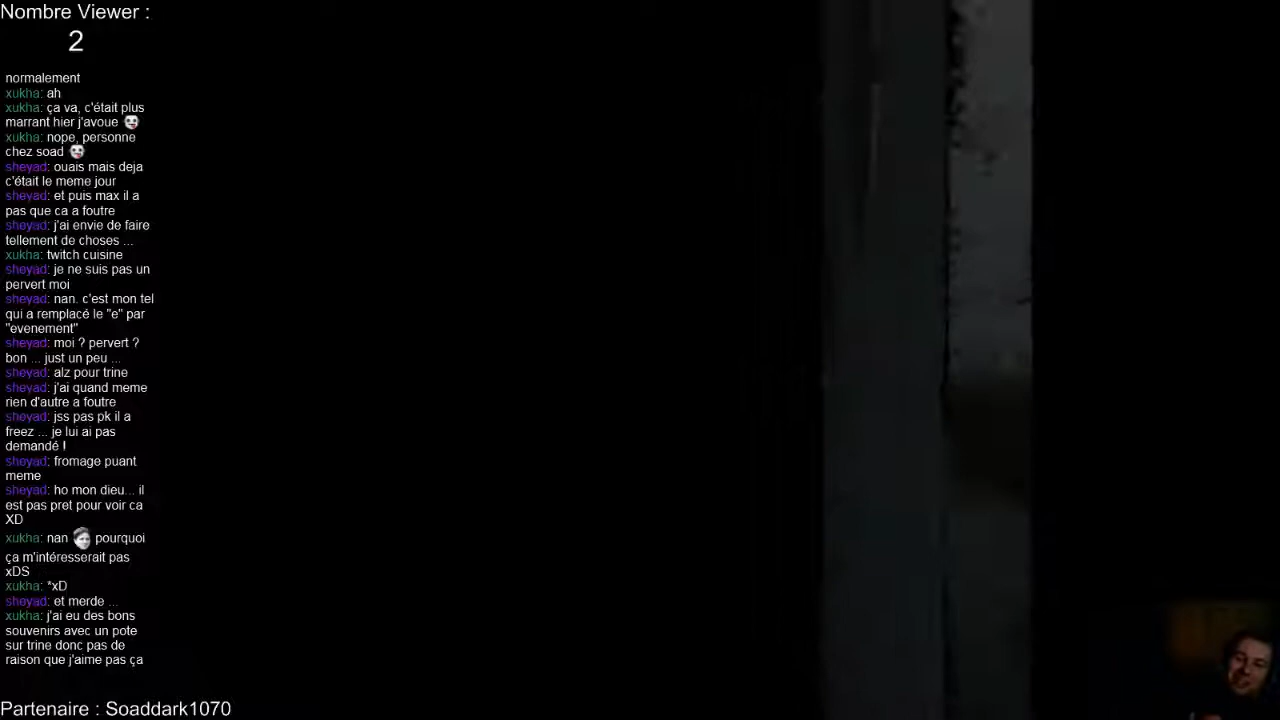 Nombre Viewer :
2
normalement
xukha: ah
xukha: ça va, c'était plus
marrant hier j'avoue
xukha: nope, personne
chez soad
sheyad: ouais mais deja
c'était le meme jour
sheyad: et puis max il a
pas que ca a foutre
sheyad: j'ai envie de faire
tellement de choses ...
xukha: twitch cuisine
sheyad: je ne suis pas un
pervert moi
sheyad: nan. c'est mon tel
qui a remplacé le "e" par
"evenement"
sheyad: moi ? pervert ?
bon ... just un peu ...
sheyad: alz pour trine
sheyad: j'ai quand meme
rien d'autre a foutre
sheyad: jss pas pk il a
freez ... je lui ai pas
demandé !
sheyad: fromage puant
meme
sheyad: ho mon dieu... il
est pas pret pour voir ca
XD
xukha: nan pourquoi
ça m'intéresserait pas
xDS
xukha: *xD
sheyad: et merde ...
xukha: j'ai eu des bons
souvenirs avec un pote
sur trine donc pas de
raison que j'aime pas ça
Partenaire : Soaddark1070